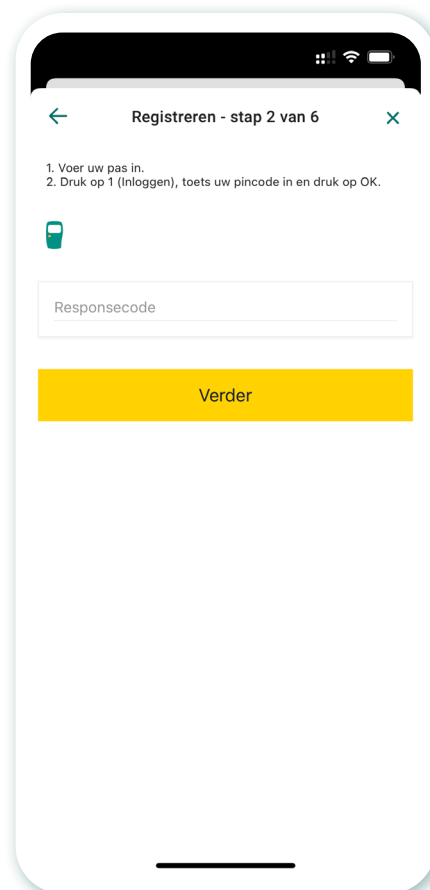 Registreren - stap 2 van 6
1. Voer uw pas in.
2. Druk op 1 (Inloggen), toets uw pincode in en druk op OK.
Responsecode
Verder